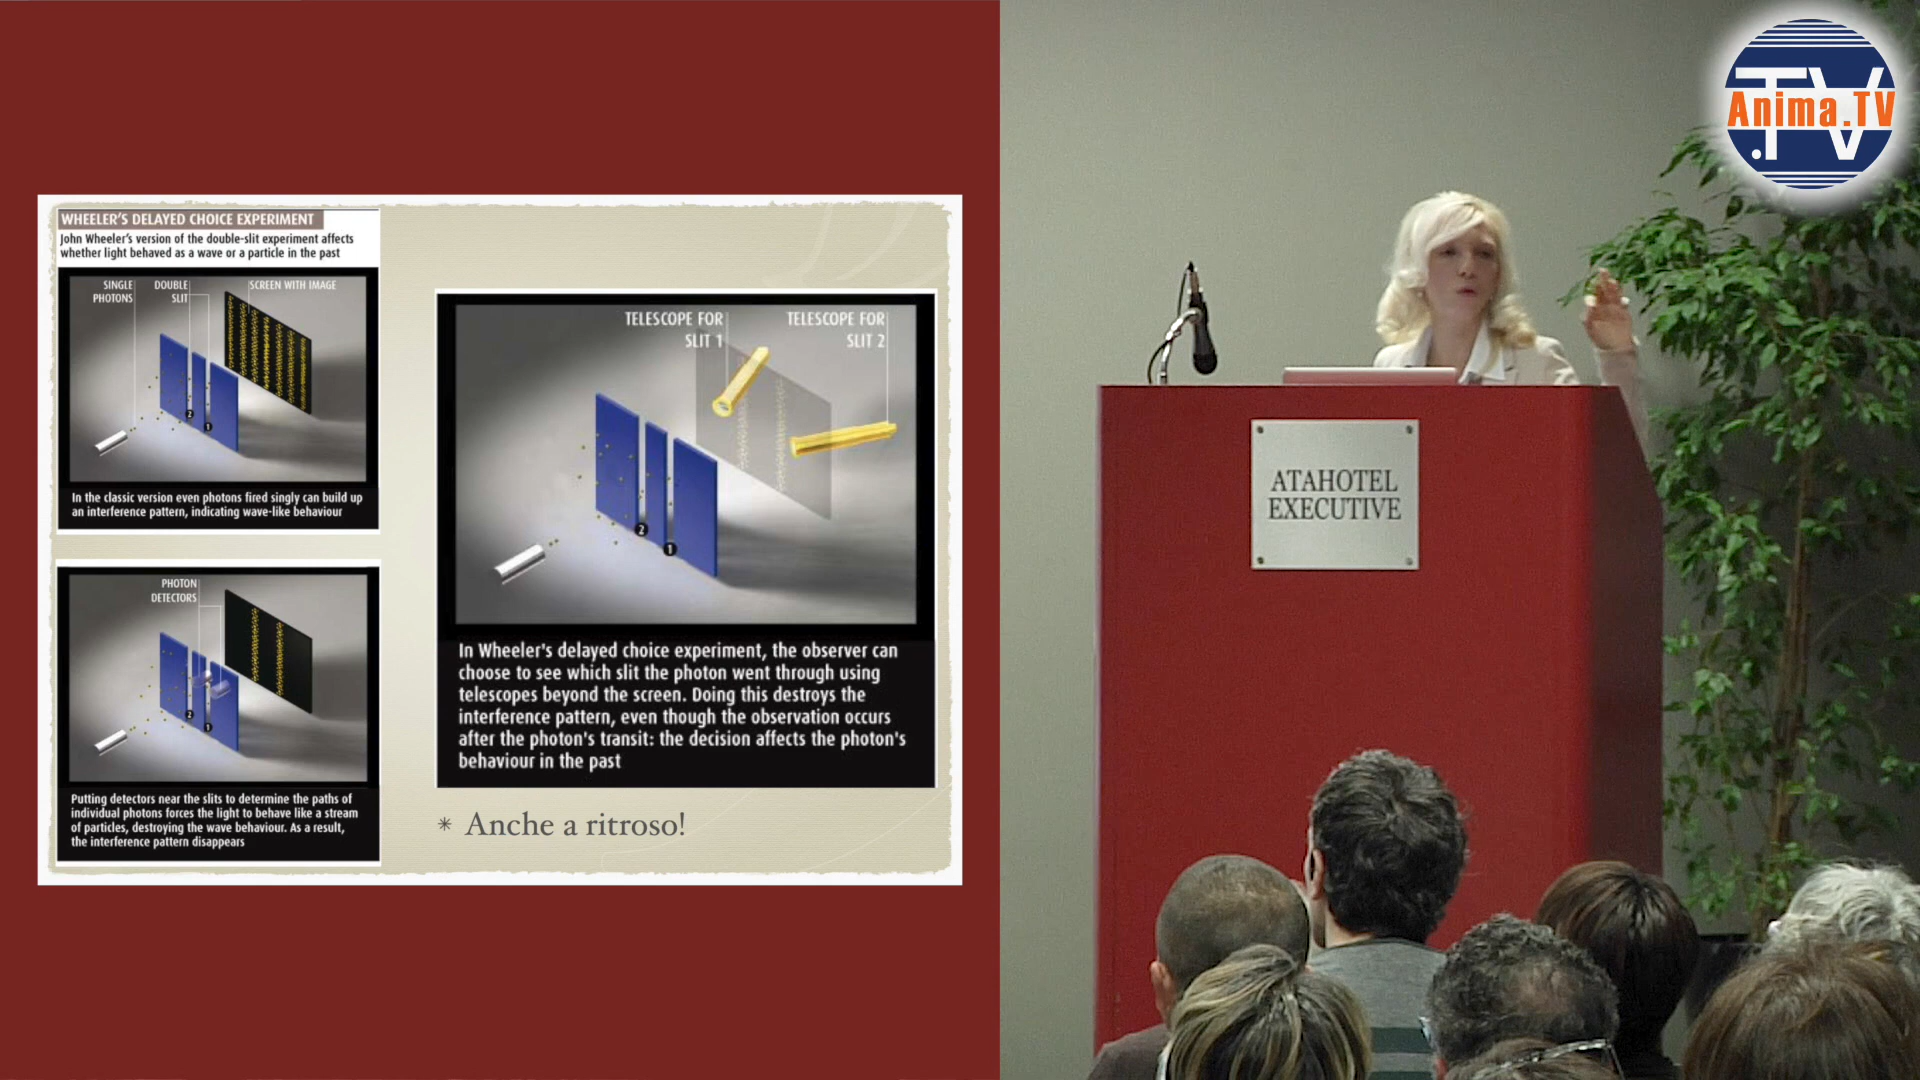 WHEELER'S DELAYED CHOICE EXPERIMENT
John Wheeler's version of the double-slit experiment affects
whether light behaved as a wave or a particle in the past
SINGLE
PHOTONS
DOUBLE
SLIT
SCREEN WITH IMAGE
2
1
In the classic version even photons fired singly can build up
an interference pattern, indicating wave-like behaviour
PHOTON
DETECTORS
2
1
Putting detectors near the slits to determine the paths of
individual photons forces the light to behave like a stream
of particles, destroying the wave behaviour. As a result,
the interference pattern disappears
TELESCOPE FOR
SLIT 1
TELESCOPE FOR
SLIT 2
2
1
In Wheeler's delayed choice experiment, the observer can
choose to see which slit the photon went through using
telescopes beyond the screen. Doing this destroys the
interference pattern, even though the observation occurs
after the photon's transit: the decision affects the photon's
behaviour in the past
* Anche a ritroso!
.TV
Anima.TV
ATAHOTEL
EXECUTIVE